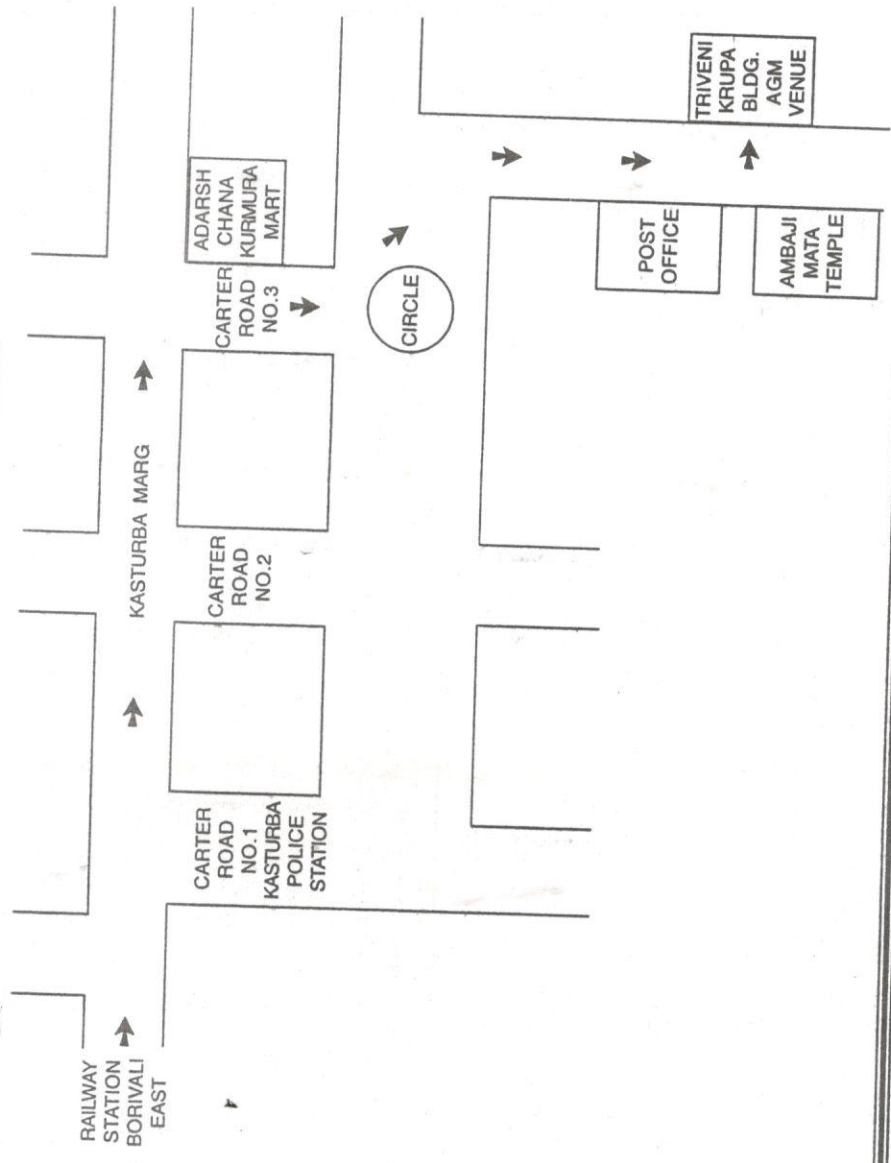 RAILWAY
STATION
BORIVALI
EAST
KASTURBA MARG
CARTER
ROAD
NO.1
KASTURBA
POLICE
STATION
CARTER
ROAD
NO.2
CARTER
ROAD
NO.3
ADARSH
CHANA
KURMURA
MART
CIRCLE
POST
OFFICE
AMBAJI
MATA
TEMPLE
TRIVENI
KRUPA
BLDG.
AGM
VENUE